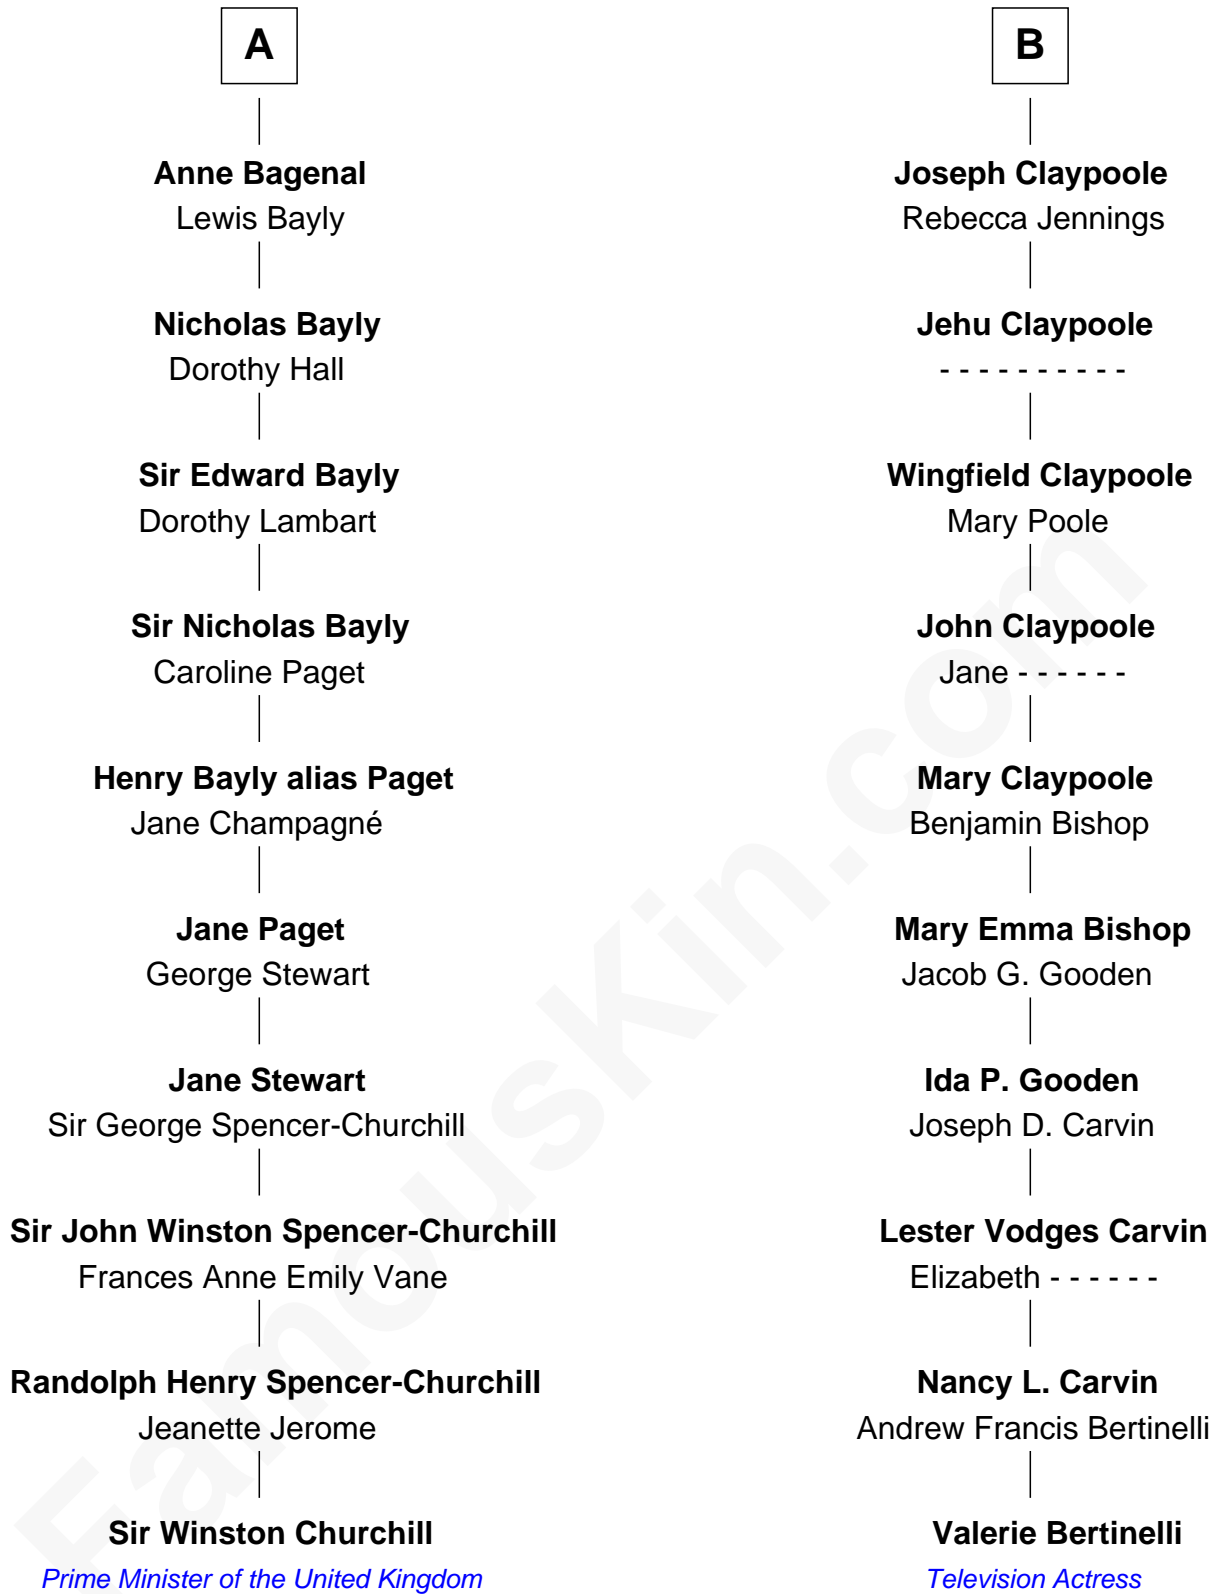 A
Anne Bagenal
Lewis Bayly
Nicholas Bayly
Dorothy Hall
Sir Edward Bayly
Dorothy Lambart
Sir Nicholas Bayly
Caroline Paget
Henry Bayly alias Paget
Jane Champagné
Jane Paget
George Stewart
Jane Stewart
Sir George Spencer-Churchill
Sir John Winston Spencer-Churchill
Frances Anne Emily Vane
Randolph Henry Spencer-Churchill
Jeanette Jerome
Sir Winston Churchill
Prime Minister of the United Kingdom
B
Joseph Claypoole
Rebecca Jennings
Jehu Claypoole
- - - - - - - - - -
Wingfield Claypoole
Mary Poole
John Claypoole
Jane - - - - - -
Mary Claypoole
Benjamin Bishop
Mary Emma Bishop
Jacob G. Gooden
Ida P. Gooden
Joseph D. Carvin
Lester Vodges Carvin
Elizabeth - - - - - -
Nancy L. Carvin
Andrew Francis Bertinelli
Valerie Bertinelli
Television Actress
FamousKin.com